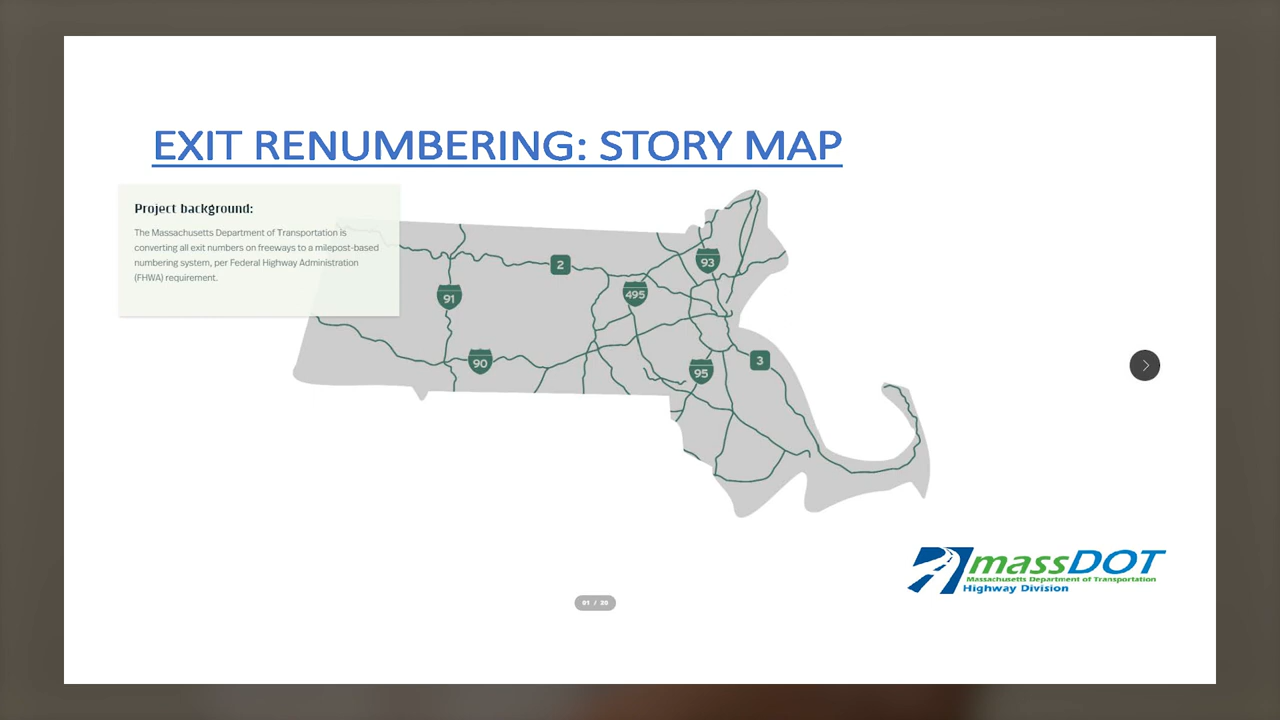 EXIT RENUMBERING: STORY MAP
Project background:
The Massachusetts Department of Transportation is
converting all exit numbers on freeways to a milepost-based
numbering system, per Federal Highway Administration
(FHWA) requirement.
93
2
495
91
90
95
3
massDOT
Massachusetts Department of Transportation
Highway Division